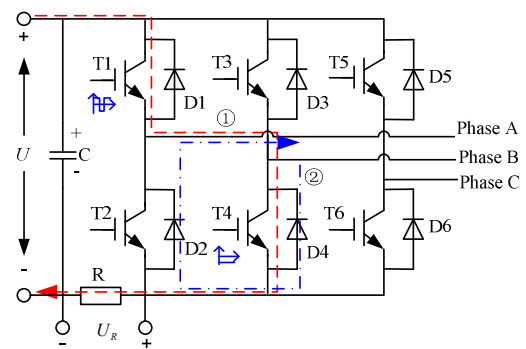 +
T1
T3
T5
D1
D3
D5
①
Phase A
U
+
C
-
Phase B
②
Phase C
T2
T4
T6
D2
D4
D6
-
R
U_R
-
+